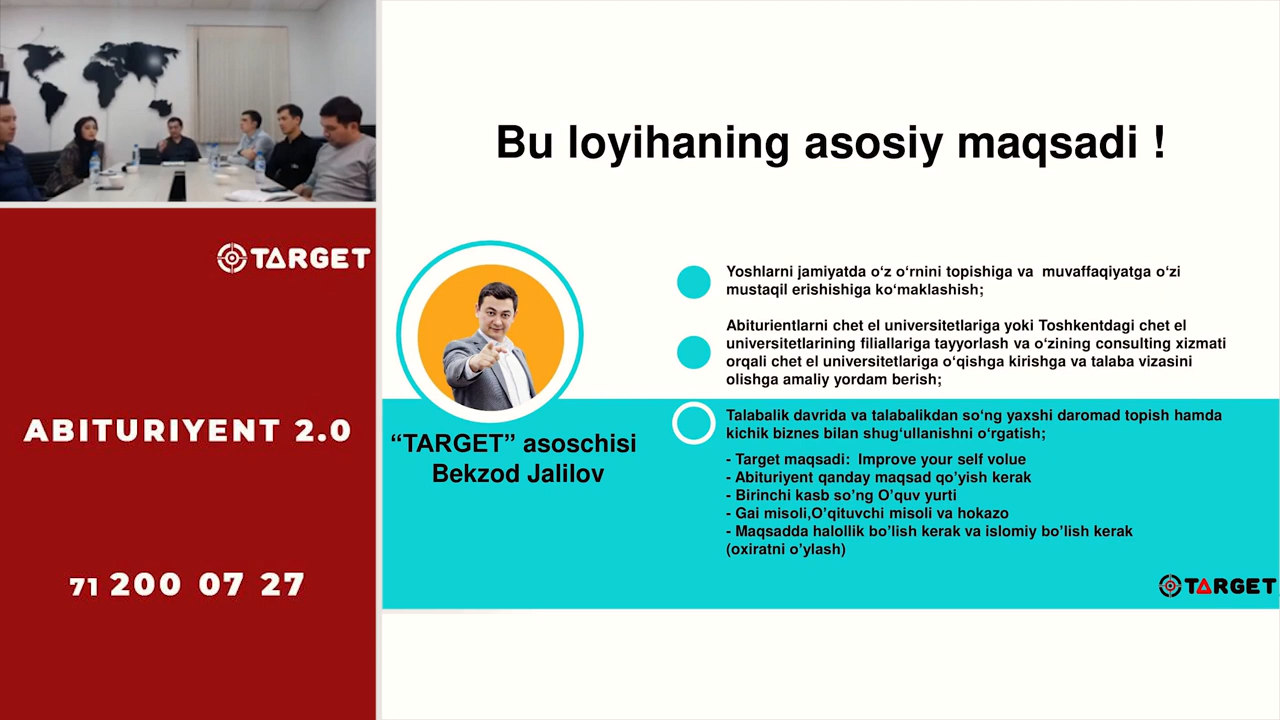 TARGET
ABITURIYENT 2.0
71 200 07 27
Bu loyihaning asosiy maqsadi !
“TARGET” asoschisi
Bekzod Jalilov
Yoshlarni jamiyatda o‘z o‘rnini topishiga va muvaffaqiyatga o‘zi
mustaqil erishishiga ko‘maklashish;
Abiturientlarni chet el universitetlariga yoki Toshkentdagi chet el
universitetlarining filiallariga tayyorlash va o‘zining consulting xizmati
orqali chet el universitetlariga o‘qishga kirishga va talaba vizasini
olishga amaliy yordam berish;
Talabalik davrida va talabalikdan so‘ng yaxshi daromad topish hamda
kichik biznes bilan shug‘ullanishni o‘rgatish;
- Target maqsadi: Improve your self volue
- Abituriyent qanday maqsad qo’yish kerak
- Birinchi kasb so’ng O’quv yurti
- Gai misoli,O’qituvchi misoli va hokazo
- Maqsadda halollik bo’lish kerak va islomiy bo’lish kerak
(oxiratni o’ylash)
TARGET